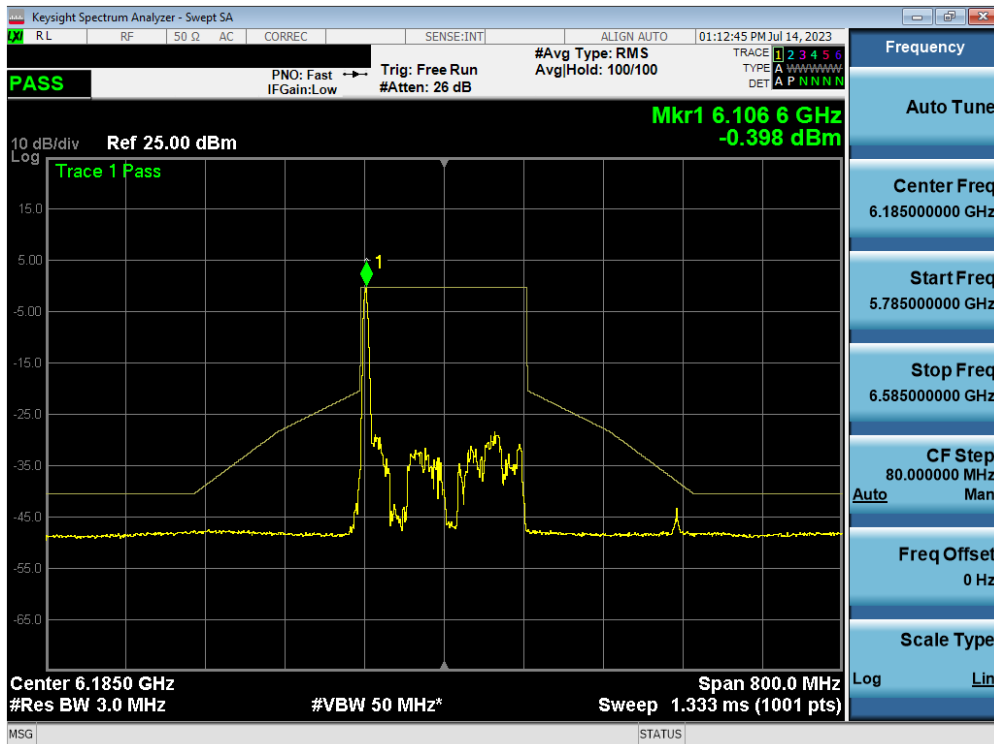 Keysight Spectrum Analyzer - Swept SA
LXI RL RF 50 Ω AC CORREC SENSE:INT ALIGN AUTO 01:12:45 PM Jul 14, 2023
PASS
PNO: Fast
IFGain:Low
Trig: Free Run
#Atten: 26 dB
#Avg Type: RMS
Avg|Hold: 100/100
TRACE 1 2 3 4 5 6
TYPE A WWWWW
DET A P N N N N
Mkr1 6.106 6 GHz
-0.398 dBm
10 dB/div Ref 25.00 dBm
Log
Trace 1 Pass
15.0
5.00
1
-5.00
-15.0
-25.0
-35.0
-45.0
-55.0
-65.0
Center 6.1850 GHz Span 800.0 MHz
#Res BW 3.0 MHz #VBW 50 MHz* Sweep 1.333 ms (1001 pts)
MSG STATUS
Frequency
Auto Tune
Center Freq
6.185000000 GHz
Start Freq
5.785000000 GHz
Stop Freq
6.585000000 GHz
CF Step
80.000000 MHz
Auto Man
Freq Offset
0 Hz
Scale Type
Log Lin